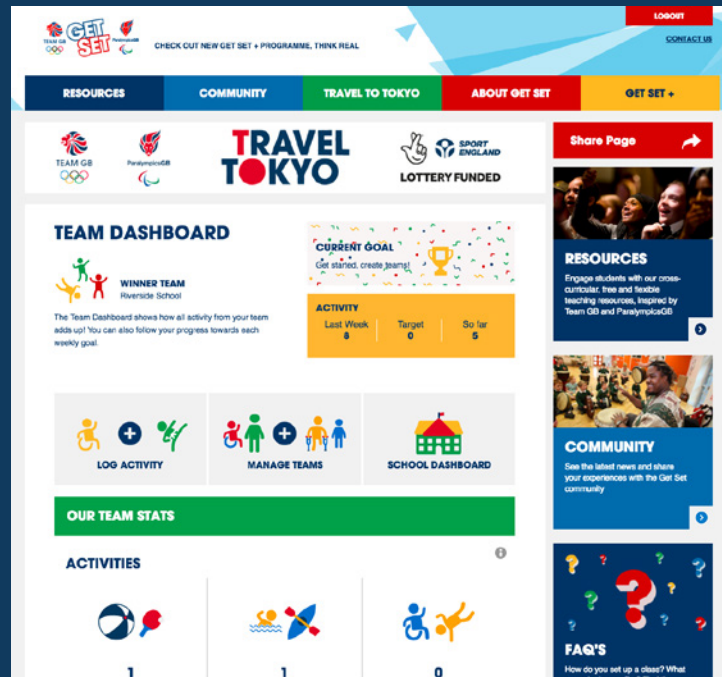 LOGOUT
TEAM GB
GET SET
ParalympicsGB
CHECK OUT NEW GET SET + PROGRAMME, THINK REAL
CONTACT US
RESOURCES
COMMUNITY
TRAVEL TO TOKYO
ABOUT GET SET
GET SET +
TEAM GB
ParalympicsGB
TRAVEL
TOKYO
SPORT
ENGLAND
LOTTERY FUNDED
Share Page
TEAM DASHBOARD
WINNER TEAM
Riverside School
The Team Dashboard shows how all activity from your team
adds up! You can also follow your progress towards each
weekly goal.
CURRENT GOAL
Get started, create teams!
ACTIVITY
Last Week
Target
So far
8
0
5
RESOURCES
Engage students with our cross-
curricular, free and flexible
teaching resources, inspired by
Team GB and ParalympicsGB
LOG ACTIVITY
MANAGE TEAMS
SCHOOL DASHBOARD
COMMUNITY
See the latest news and share
your experiences with the Get Set
community
OUR TEAM STATS
ACTIVITIES
1
1
0
FAQ'S
How do you set up a class? What